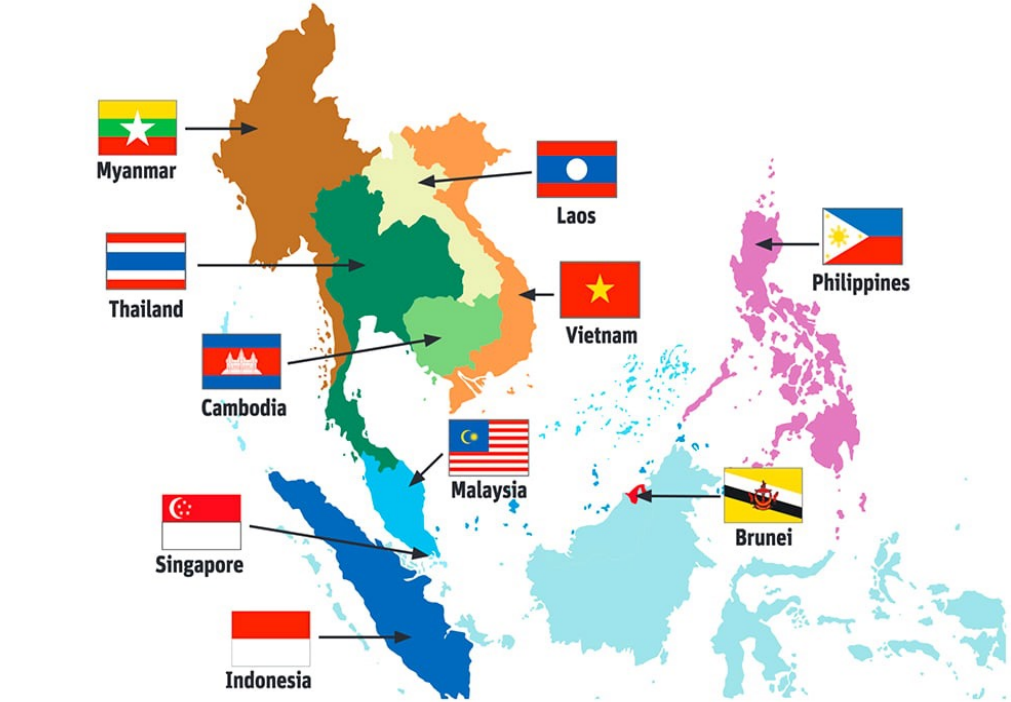 Myanmar
Laos
Philippines
Thailand
Vietnam
Cambodia
Malaysia
Singapore
Brunei
Indonesia